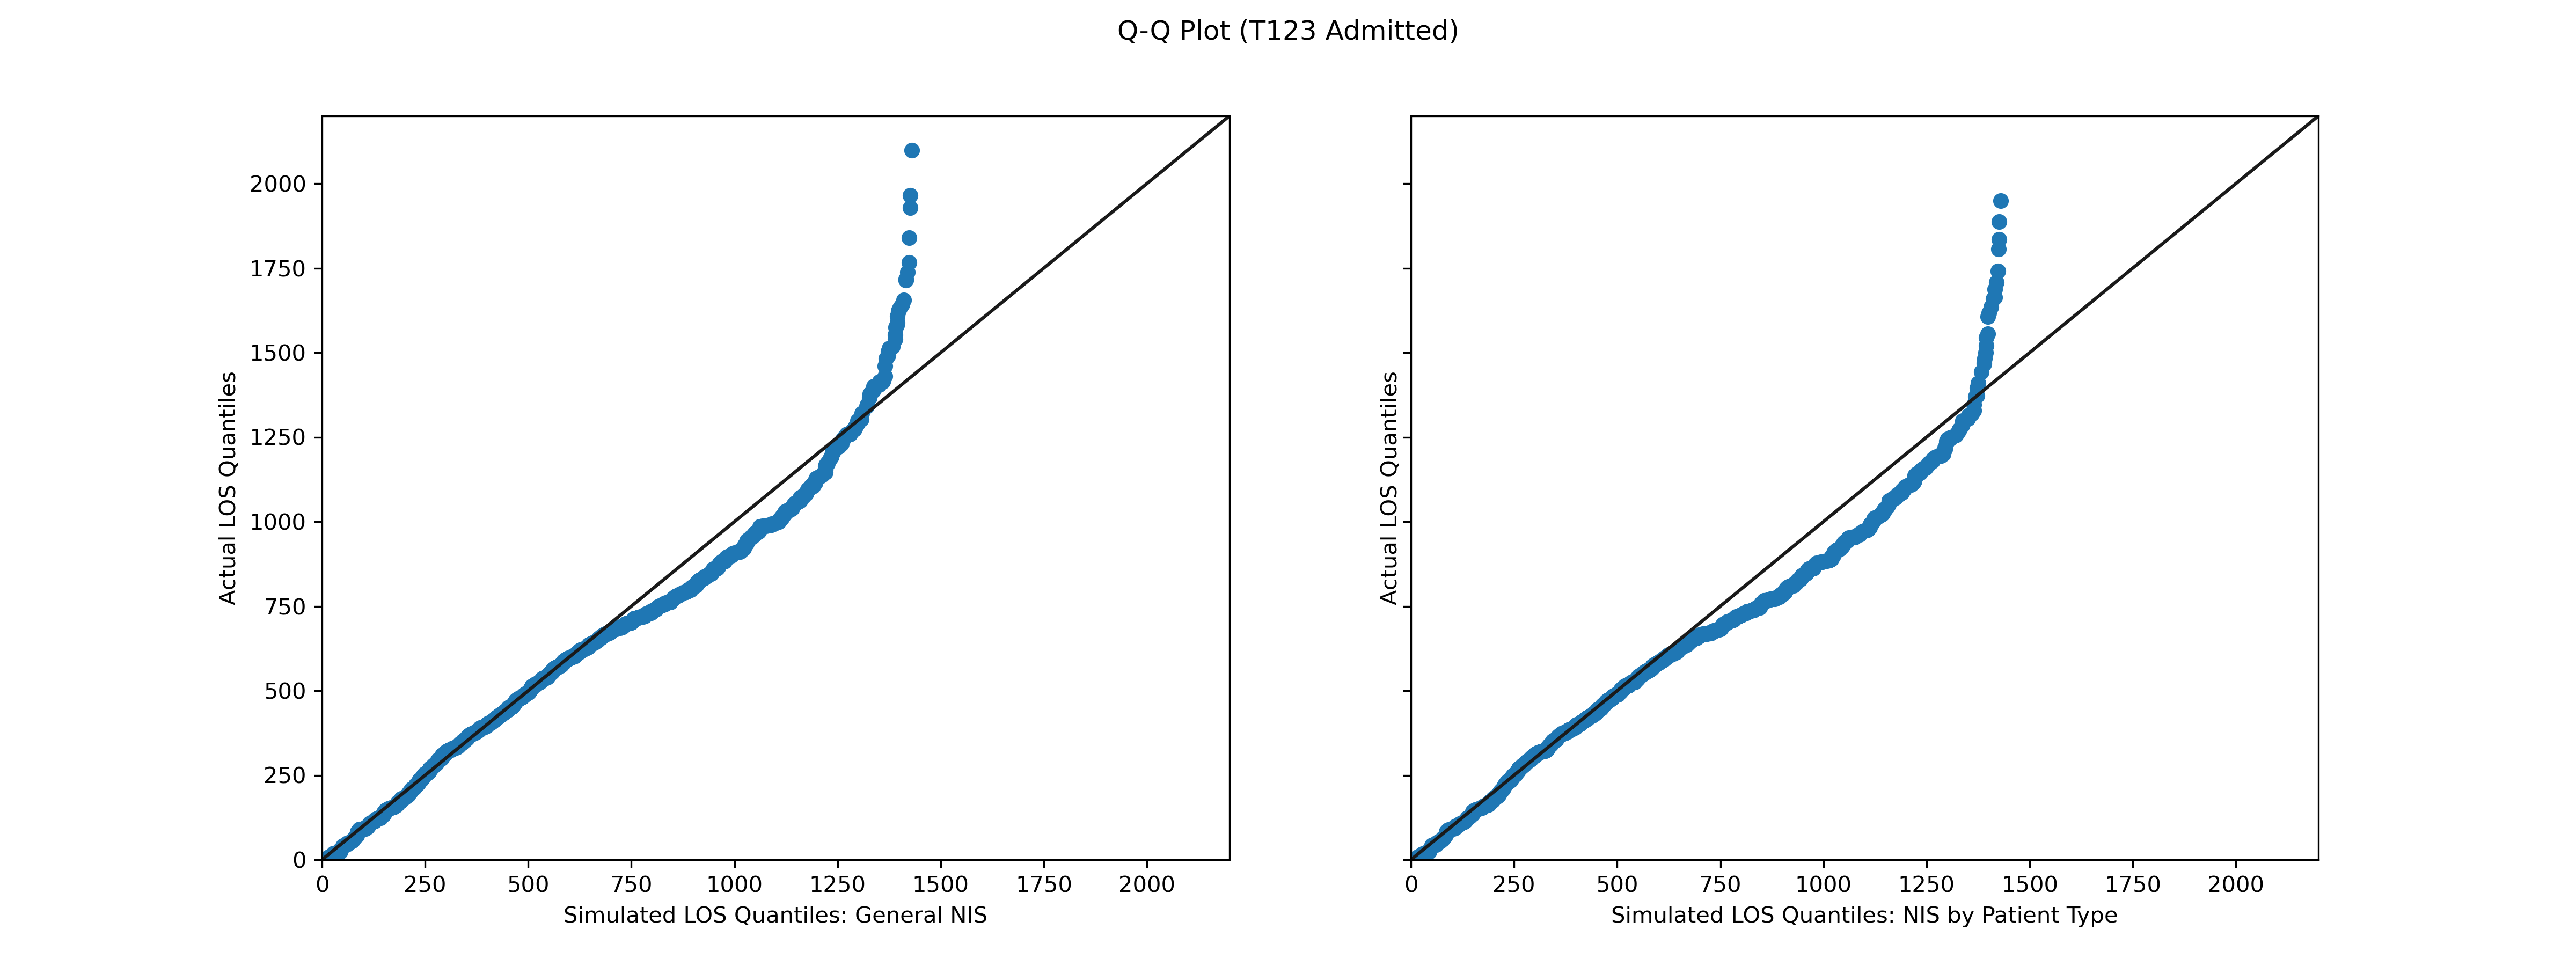 Q-Q Plot (T123 Admitted)
Actual LOS Quantiles
2000
1750
1500
1250
1000
750
500
250
0
0 250 500 750 1000 1250 1500 1750 2000
Simulated LOS Quantiles: General NIS
Actual LOS Quantiles
0 250 500 750 1000 1250 1500 1750 2000
Simulated LOS Quantiles: NIS by Patient Type